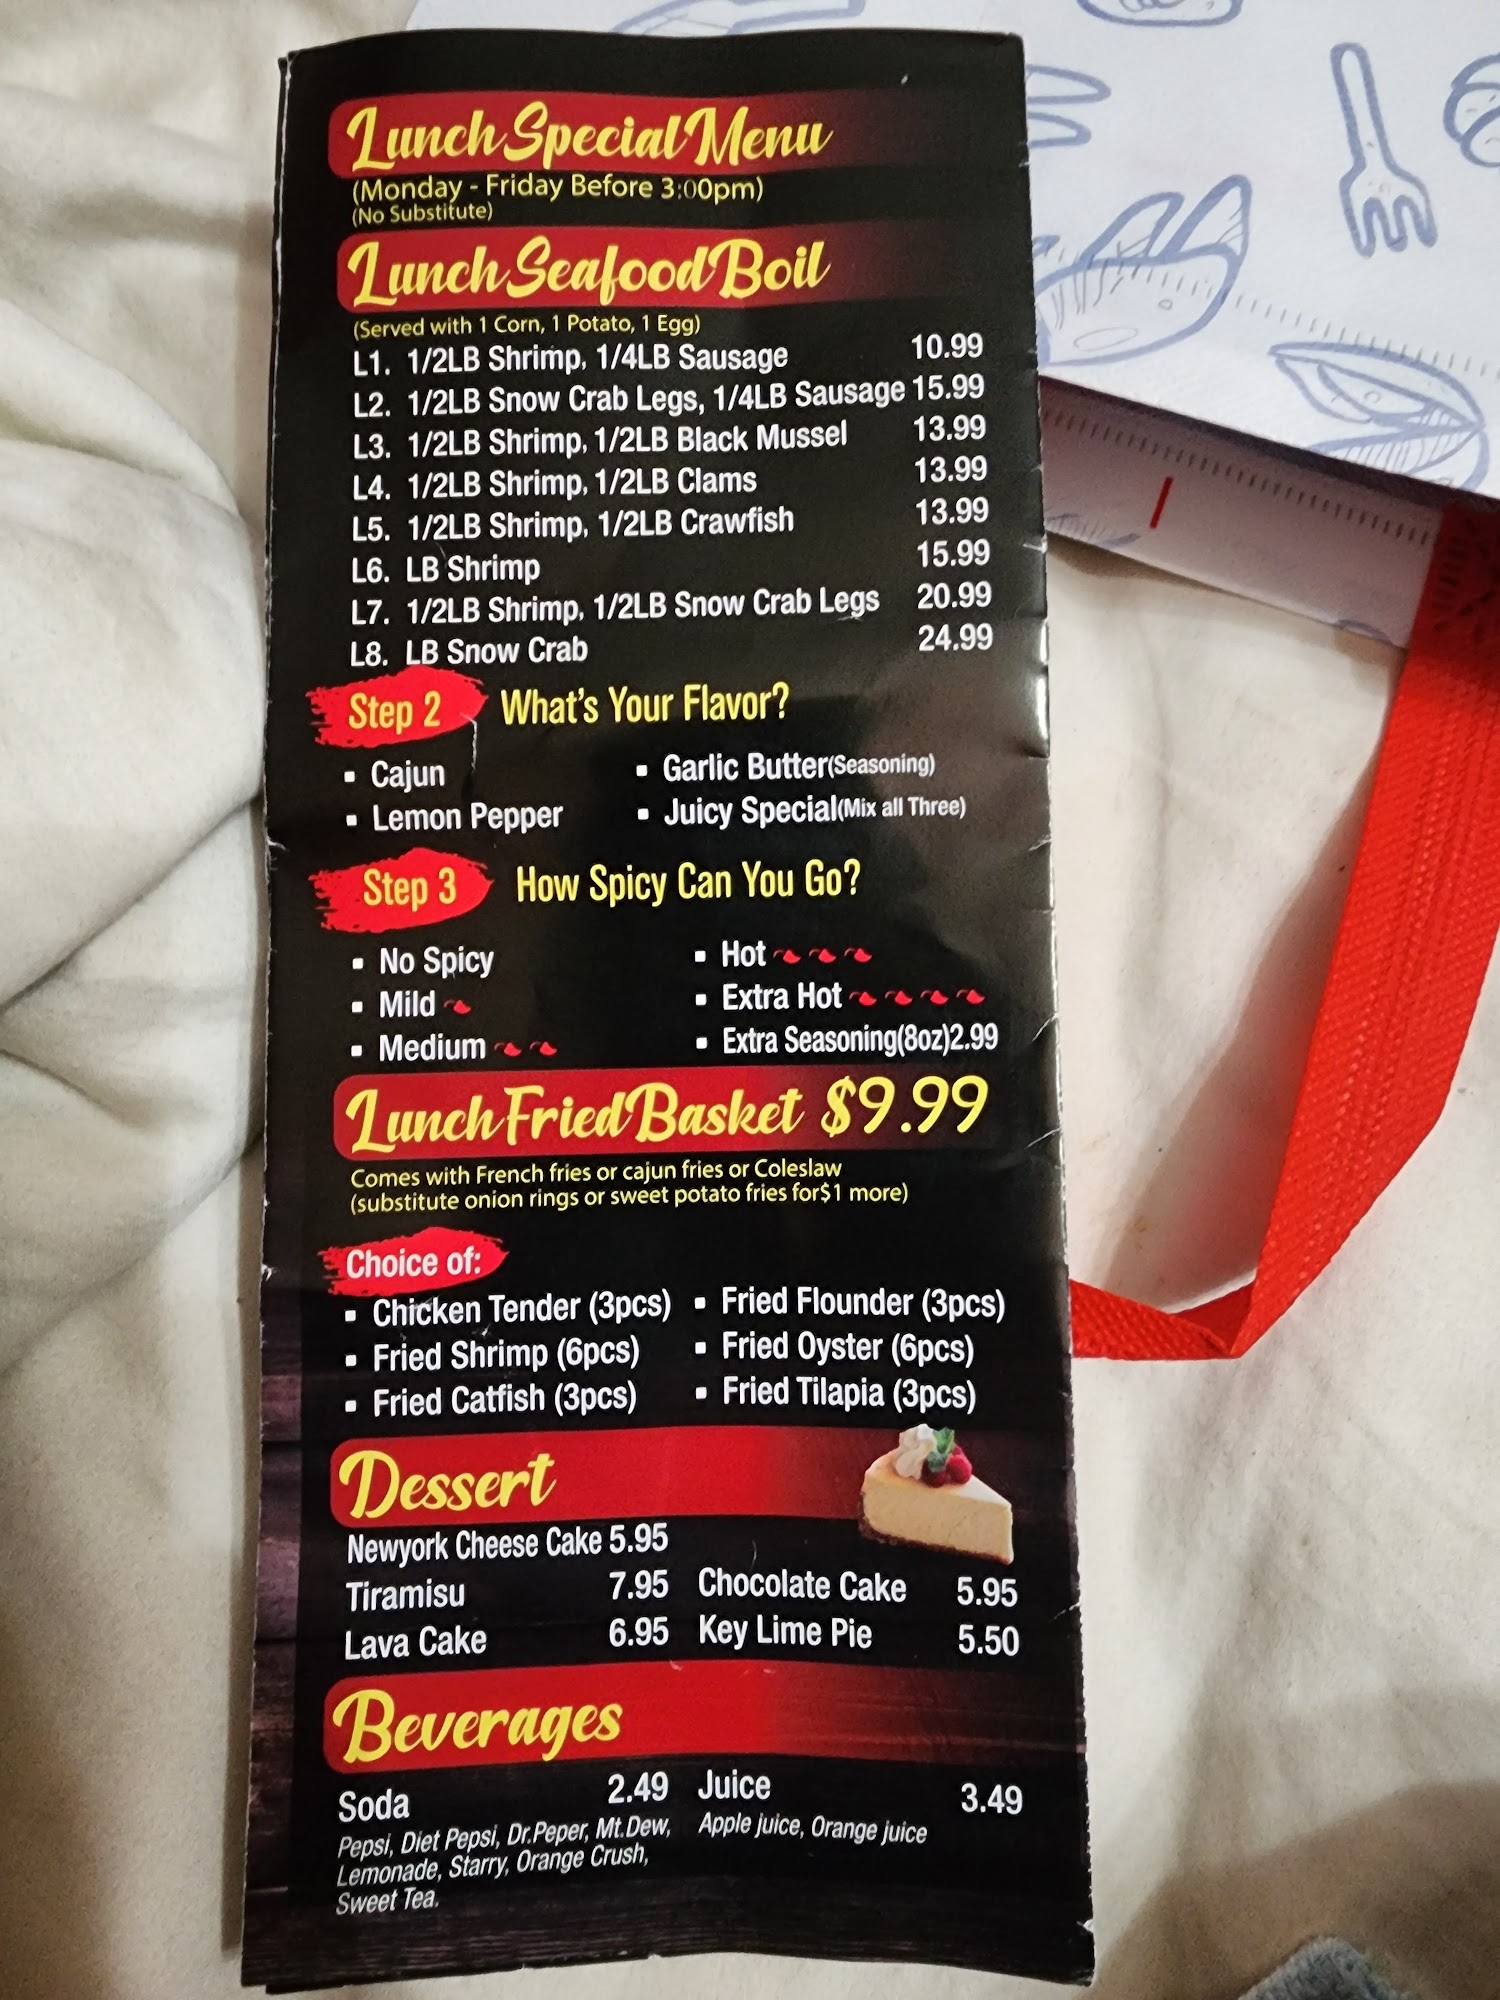 Lunch Special Menu
(Monday - Friday Before 3:00pm)
(No Substitute)
Lunch Seafood Boil
(Served with 1 Corn, 1 Potato, 1 Egg)
L1. 1/2LB Shrimp, 1/4LB Sausage 10.99
L2. 1/2LB Snow Crab Legs, 1/4LB Sausage 15.99
L3. 1/2LB Shrimp, 1/2LB Black Mussel 13.99
L4. 1/2LB Shrimp, 1/2LB Clams 13.99
L5. 1/2LB Shrimp, 1/2LB Crawfish 13.99
L6. LB Shrimp 15.99
L7. 1/2LB Shrimp, 1/2LB Snow Crab Legs 20.99
L8. LB Snow Crab 24.99
Step 2 What's Your Flavor?
▪ Cajun ▪ Garlic Butter(Seasoning)
▪ Lemon Pepper ▪ Juicy Special(Mix all Three)
Step 3 How Spicy Can You Go?
▪ No Spicy ▪ Hot
▪ Mild ▪ Extra Hot
▪ Medium ▪ Extra Seasoning(8oz)2.99
Lunch Fried Basket $9.99
Comes with French fries or cajun fries or Coleslaw
(substitute onion rings or sweet potato fries for$1 more)
Choice of:
▪ Chicken Tender (3pcs) ▪ Fried Flounder (3pcs)
▪ Fried Shrimp (6pcs) ▪ Fried Oyster (6pcs)
▪ Fried Catfish (3pcs) ▪ Fried Tilapia (3pcs)
Dessert
Newyork Cheese Cake 5.95
Tiramisu 7.95 Chocolate Cake 5.95
Lava Cake 6.95 Key Lime Pie 5.50
Beverages
Soda 2.49 Juice 3.49
Pepsi, Diet Pepsi, Dr.Peper, Mt.Dew, Apple juice, Orange juice
Lemonade, Starry, Orange Crush,
Sweet Tea.